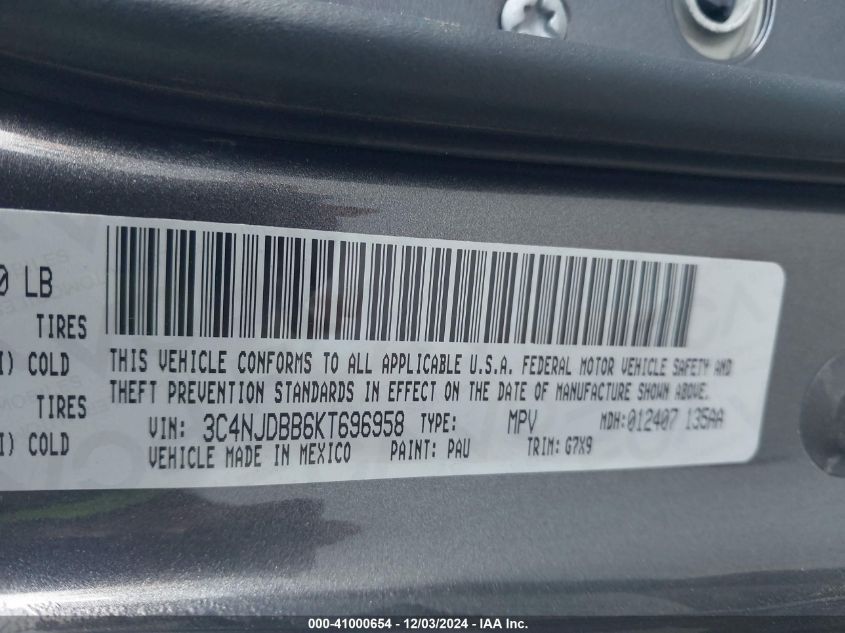 0 LB
TIRES
I) COLD
TIRES
I) COLD
THIS VEHICLE CONFORMS TO ALL APPLICABLE U.S.A. FEDERAL MOTOR VEHICLE SAFETY AND
THEFT PREVENTION STANDARDS IN EFFECT ON THE DATE OF MANUFACTURE SHOWN ABOVE.
VIN: 3C4NJDBB6KT696958 TYPE: MPV MDH:012407 135AA
VEHICLE MADE IN MEXICO PAINT: PAU TRIM: G7X9
000-41000654 - 12/03/2024 - IAA Inc.